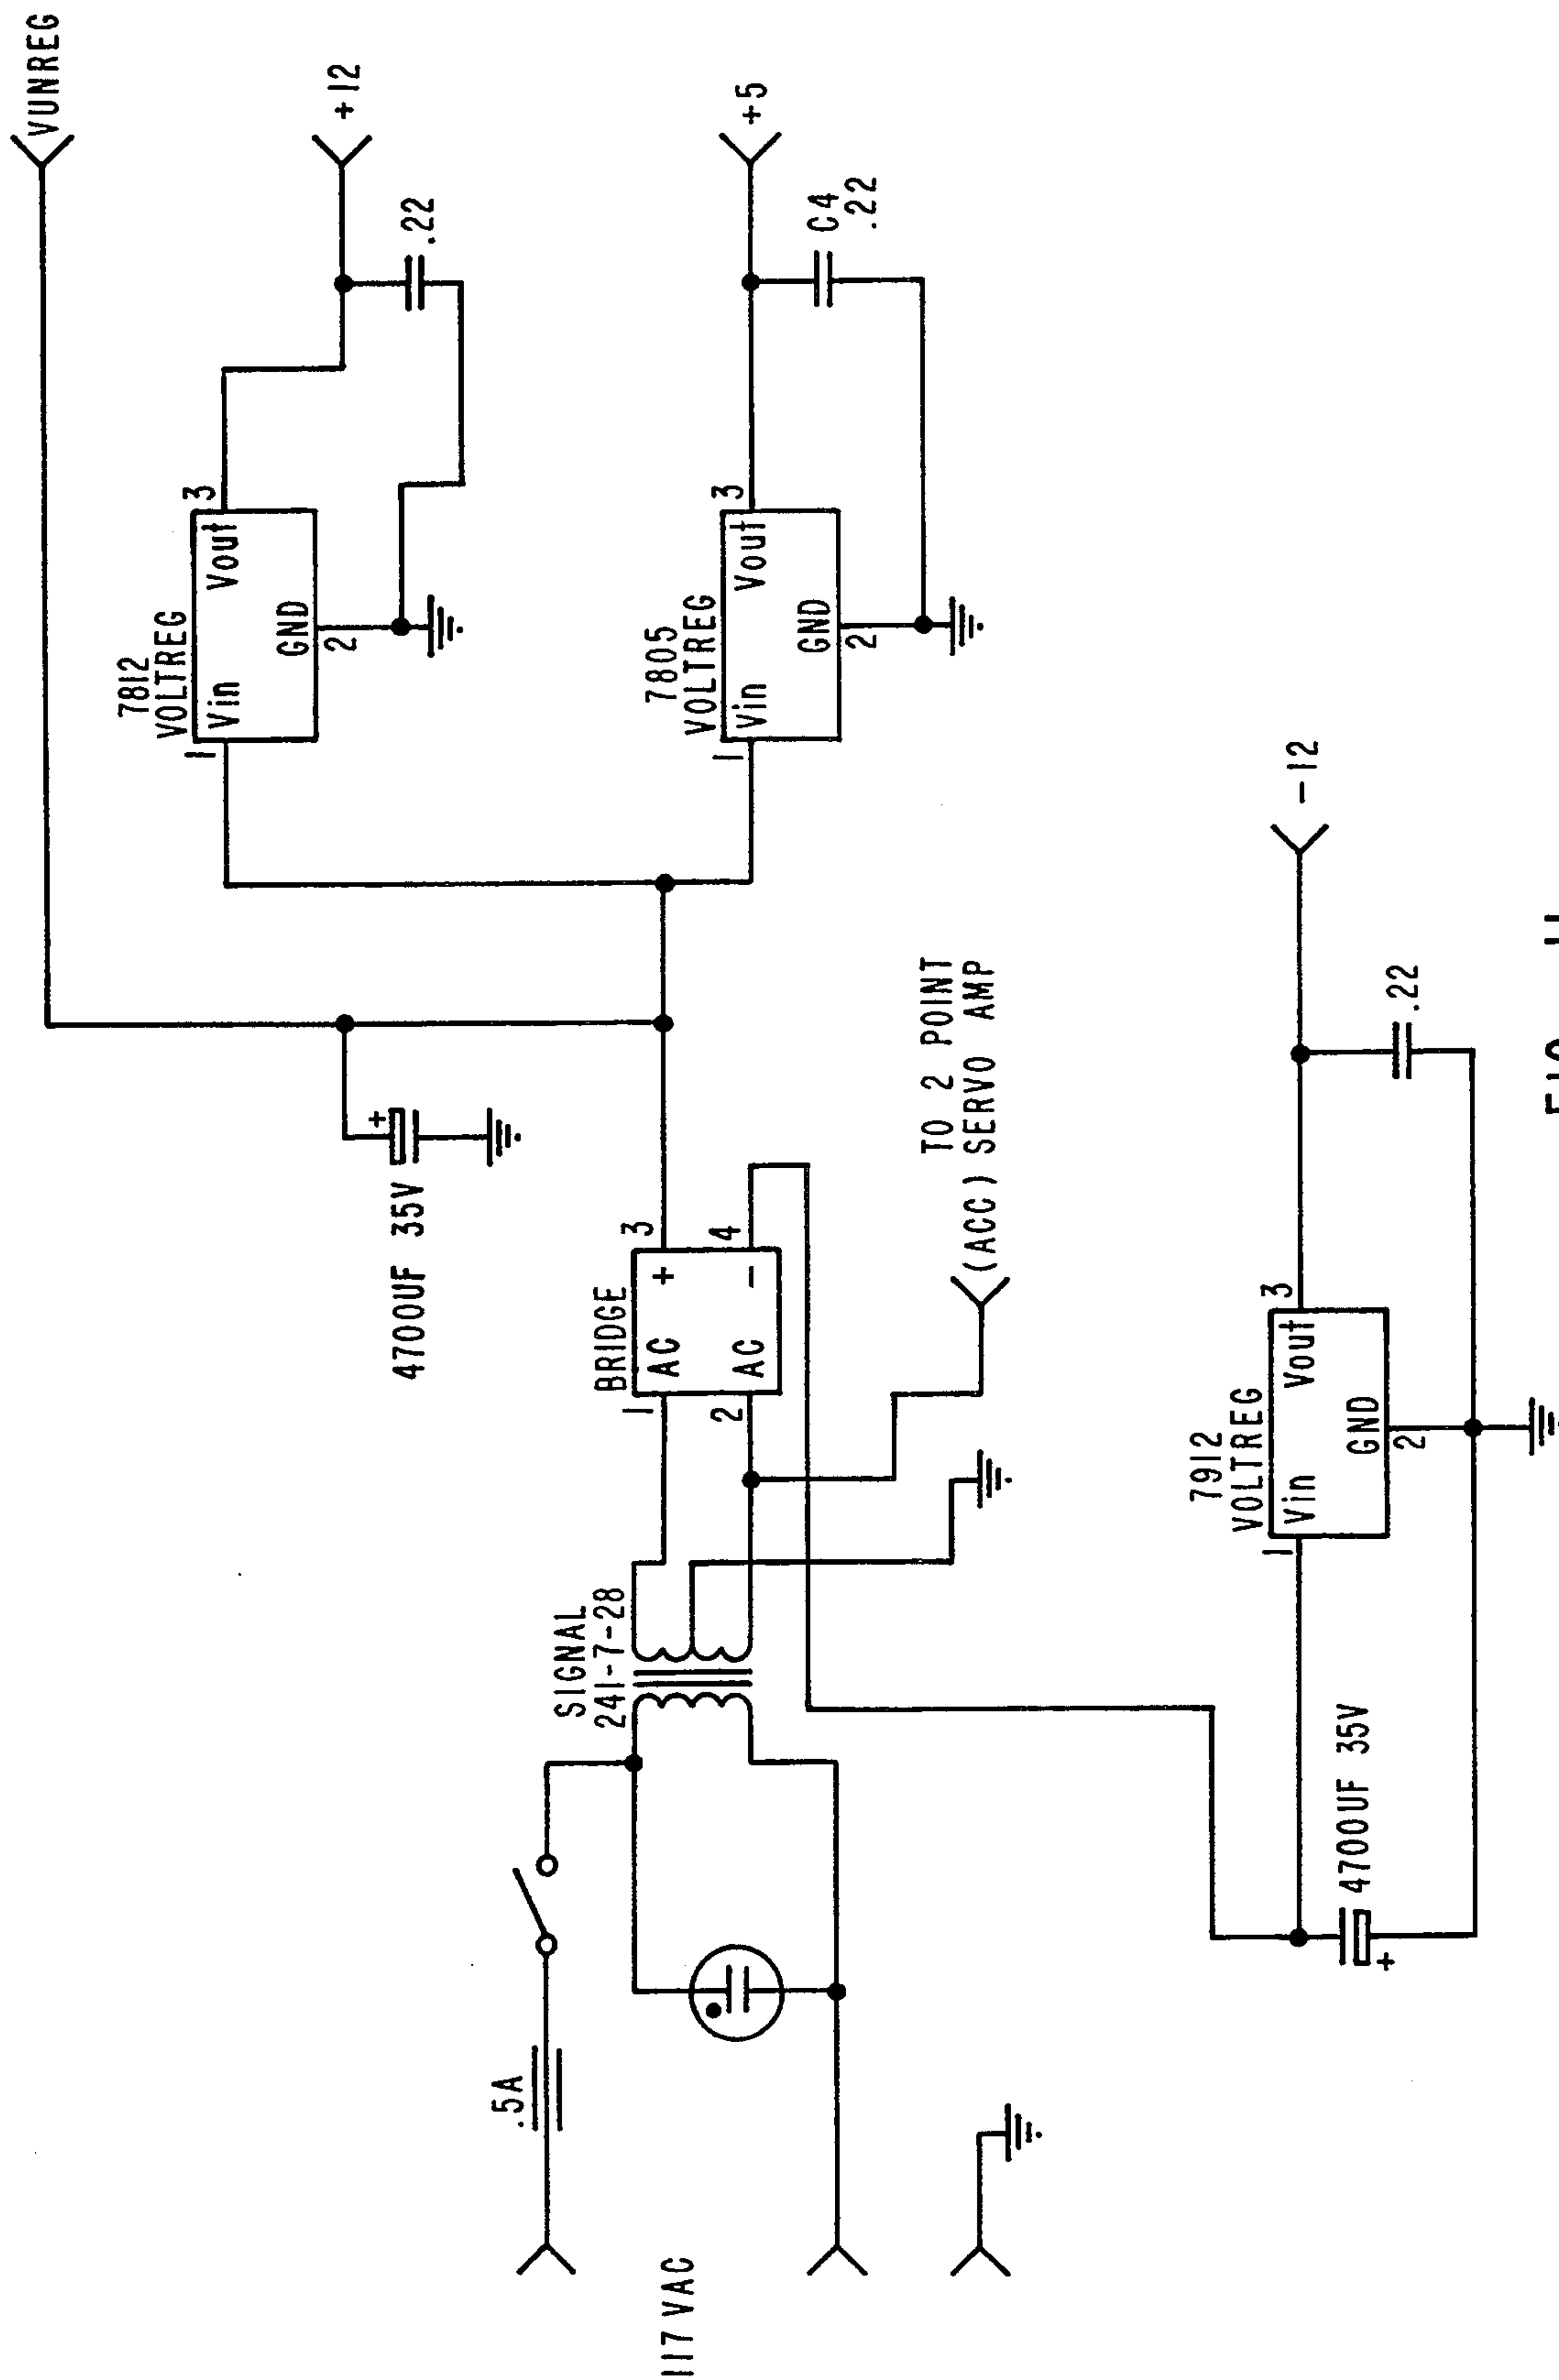 VUNREG
7812
VOLTREG
Vin
Vout
GND
1
3
2
+12
.22
4700UF 35V
+
7805
VOLTREG
Vin
Vout
GND
1
3
2
+5
C4
.22
.5A
117 VAC
SIGNAL
241-7-28
BRIDGE
1
AC
+
3
2
AC
−
4
TO 2 POINT
(ACC) SERVO AMP
7912
VOLTREG
Vin
Vout
GND
1
3
2
-12
.22
4700UF 35V
+